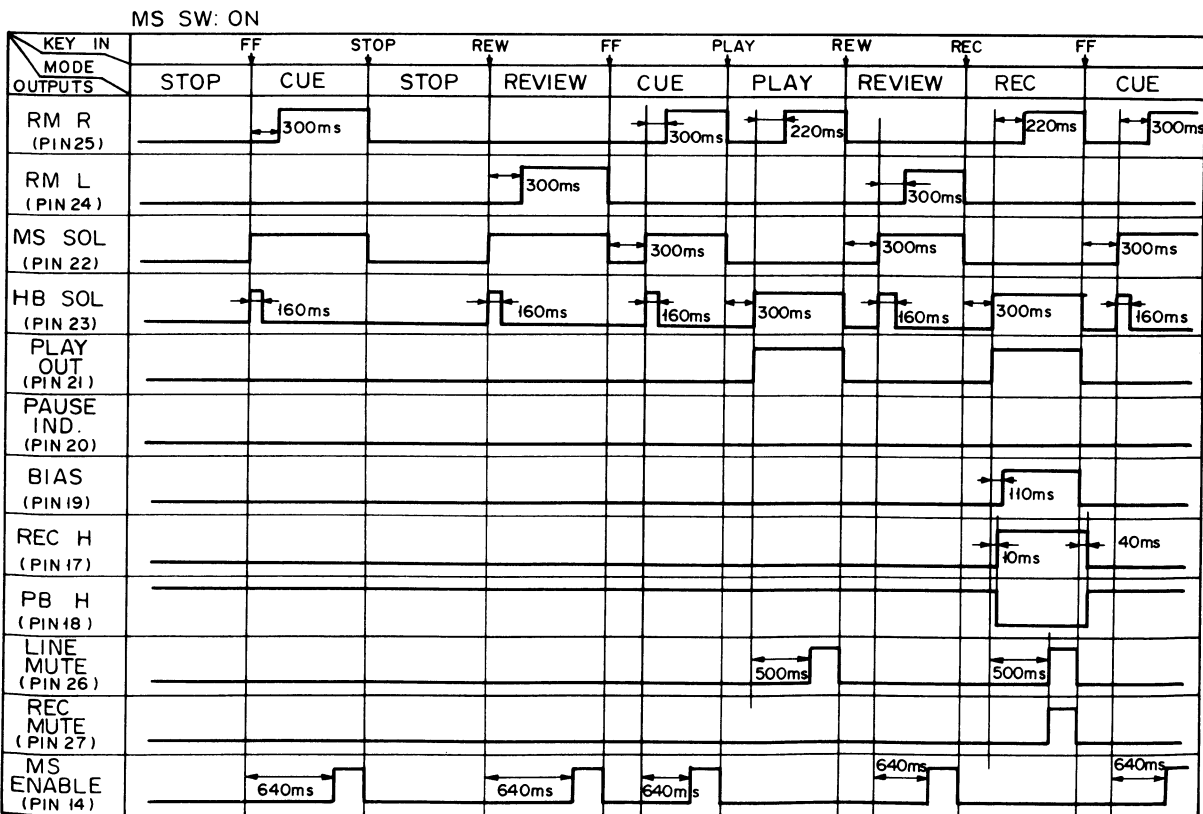 MS SW: ON
KEY IN FF STOP REW FF PLAY REW REC FF
MODE
OUTPUTS STOP CUE STOP REVIEW CUE PLAY REVIEW REC CUE
RM R
(PIN25) 300ms 300ms 220ms 220ms 300ms
RM L
(PIN 24) 300ms 300ms
MS SOL
(PIN 22) 300ms 300ms 300ms
HB SOL
(PIN 23) 160ms 160ms 160ms 300ms 160ms 300ms 160ms
PLAY
OUT
(PIN 21)
PAUSE
IND.
(PIN 20)
BIAS
(PIN 19) 110ms
REC H
(PIN 17) 10ms 40ms
PB H
(PIN 18)
LINE
MUTE
(PIN 26) 500ms 500ms
REC
MUTE
(PIN 27)
MS
ENABLE
(PIN 14) 640ms 640ms 640ms 640ms 640ms